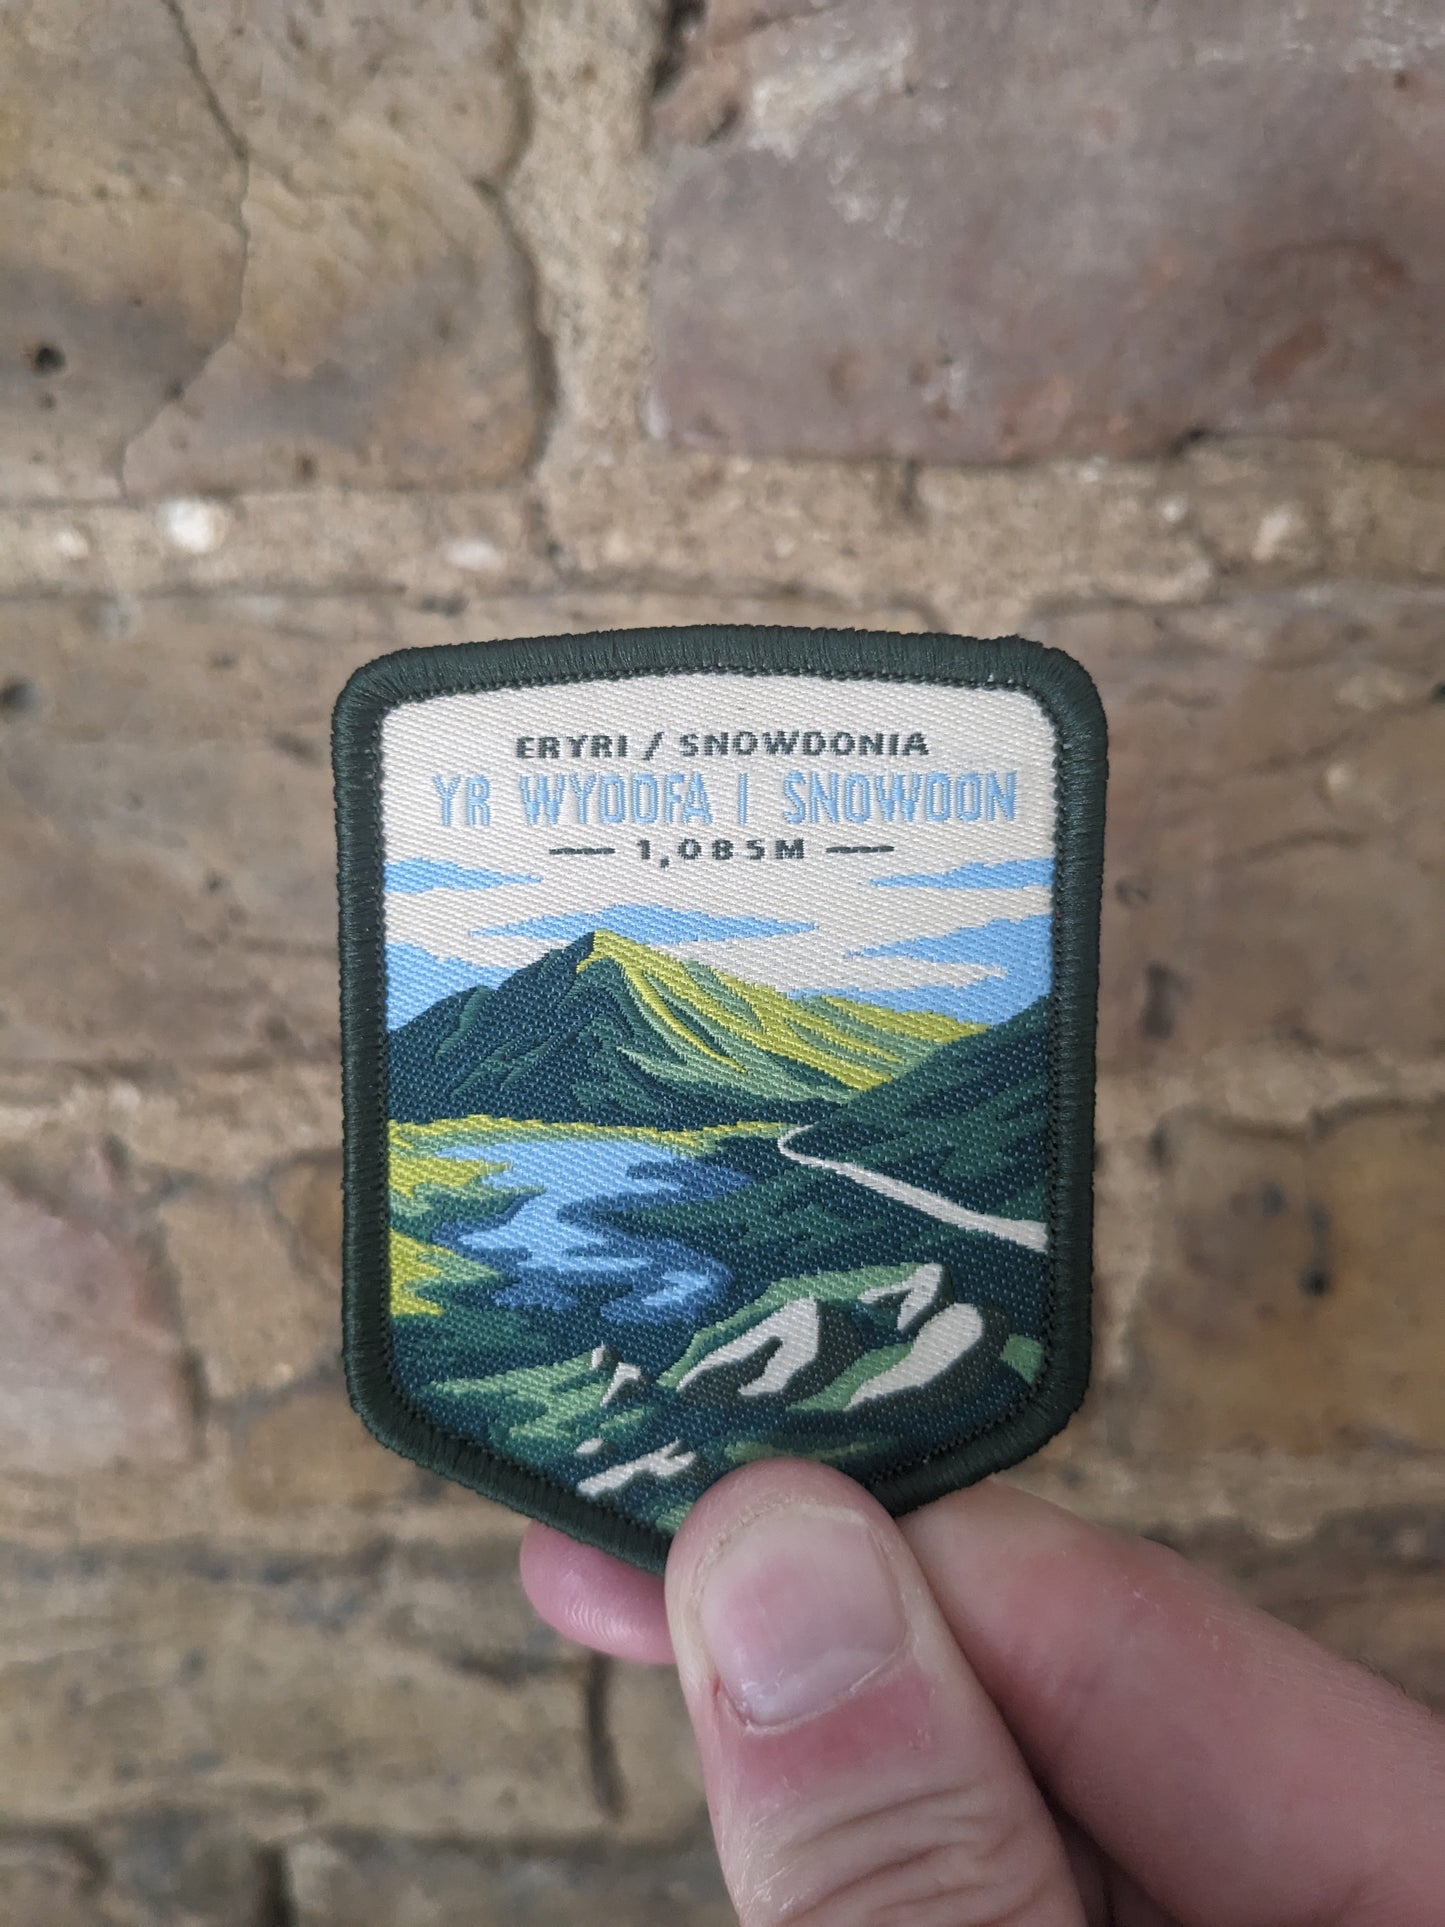 ERYRI / SNOWDONIA
YR WYDDFA | SNOWDON
1,085M